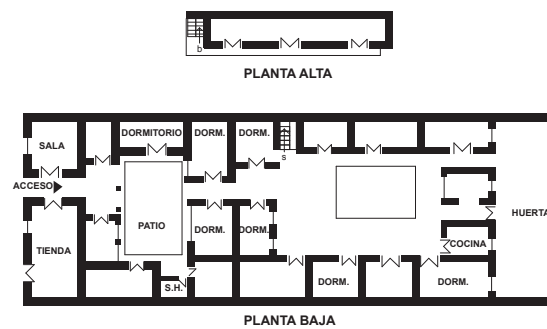 b
PLANTA ALTA
DORMITORIO
DORM.
DORM.
SALA
s
ACCESO
HUERTA
PATIO
DORM.
DORM.
TIENDA
COCINA
S.H.
DORM.
DORM.
PLANTA BAJA